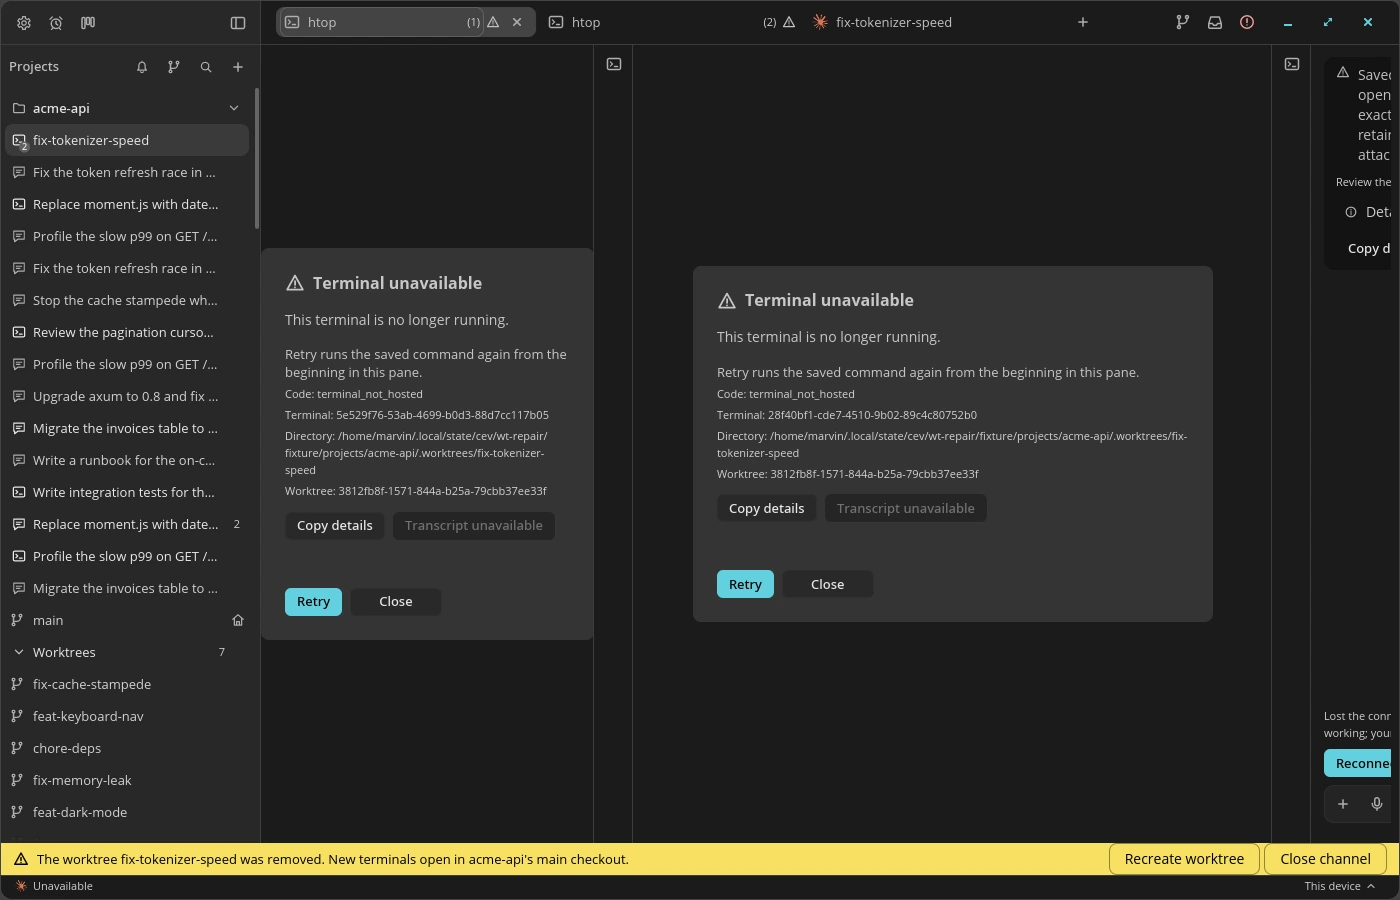 htop
(1)
htop
(2)
fix-tokenizer-speed
Projects
acme-api
fix-tokenizer-speed
2
Fix the token refresh race in ...
Replace moment.js with date...
Profile the slow p99 on GET /...
Fix the token refresh race in ...
Stop the cache stampede wh...
Review the pagination curso...
Profile the slow p99 on GET /...
Upgrade axum to 0.8 and fix ...
Migrate the invoices table to ...
Write a runbook for the on-c...
Write integration tests for th...
Replace moment.js with date...
2
Profile the slow p99 on GET /...
Migrate the invoices table to ...
main
Worktrees
7
fix-cache-stampede
feat-keyboard-nav
chore-deps
fix-memory-leak
feat-dark-mode
Terminal unavailable
This terminal is no longer running.
Retry runs the saved command again from the
beginning in this pane.
Code: terminal_not_hosted
Terminal: 5e529f76-53ab-4699-b0d3-88d7cc117b05
Directory: /home/marvin/.local/state/cev/wt-repair/
fixture/projects/acme-api/.worktrees/fix-tokenizer-
speed
Worktree: 3812fb8f-1571-844a-b25a-79cbb37ee33f
Copy details
Transcript unavailable
Retry
Close
Terminal unavailable
This terminal is no longer running.
Retry runs the saved command again from the beginning in this pane.
Code: terminal_not_hosted
Terminal: 28f40bf1-cde7-4510-9b02-89c4c80752b0
Directory: /home/marvin/.local/state/cev/wt-repair/fixture/projects/acme-api/.worktrees/fix-
tokenizer-speed
Worktree: 3812fb8f-1571-844a-b25a-79cbb37ee33f
Copy details
Transcript unavailable
Retry
Close
Saved
open
exact
retain
attac
Review the
Deta
Copy d
Lost the conn
working; your
Reconnec
The worktree fix-tokenizer-speed was removed. New terminals open in acme-api's main checkout.
Recreate worktree
Close channel
Unavailable
This device